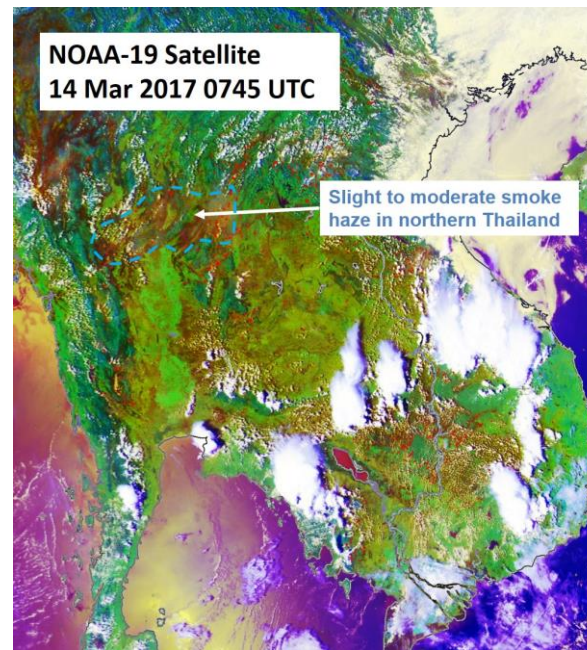 NOAA-19 Satellite
14 Mar 2017 0745 UTC
Slight to moderate smoke
haze in northern Thailand